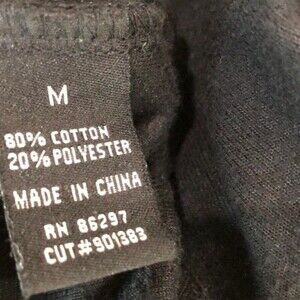 M
80% COTTON
20% POLYESTER
MADE IN CHINA
RN 86297
CUT#901383